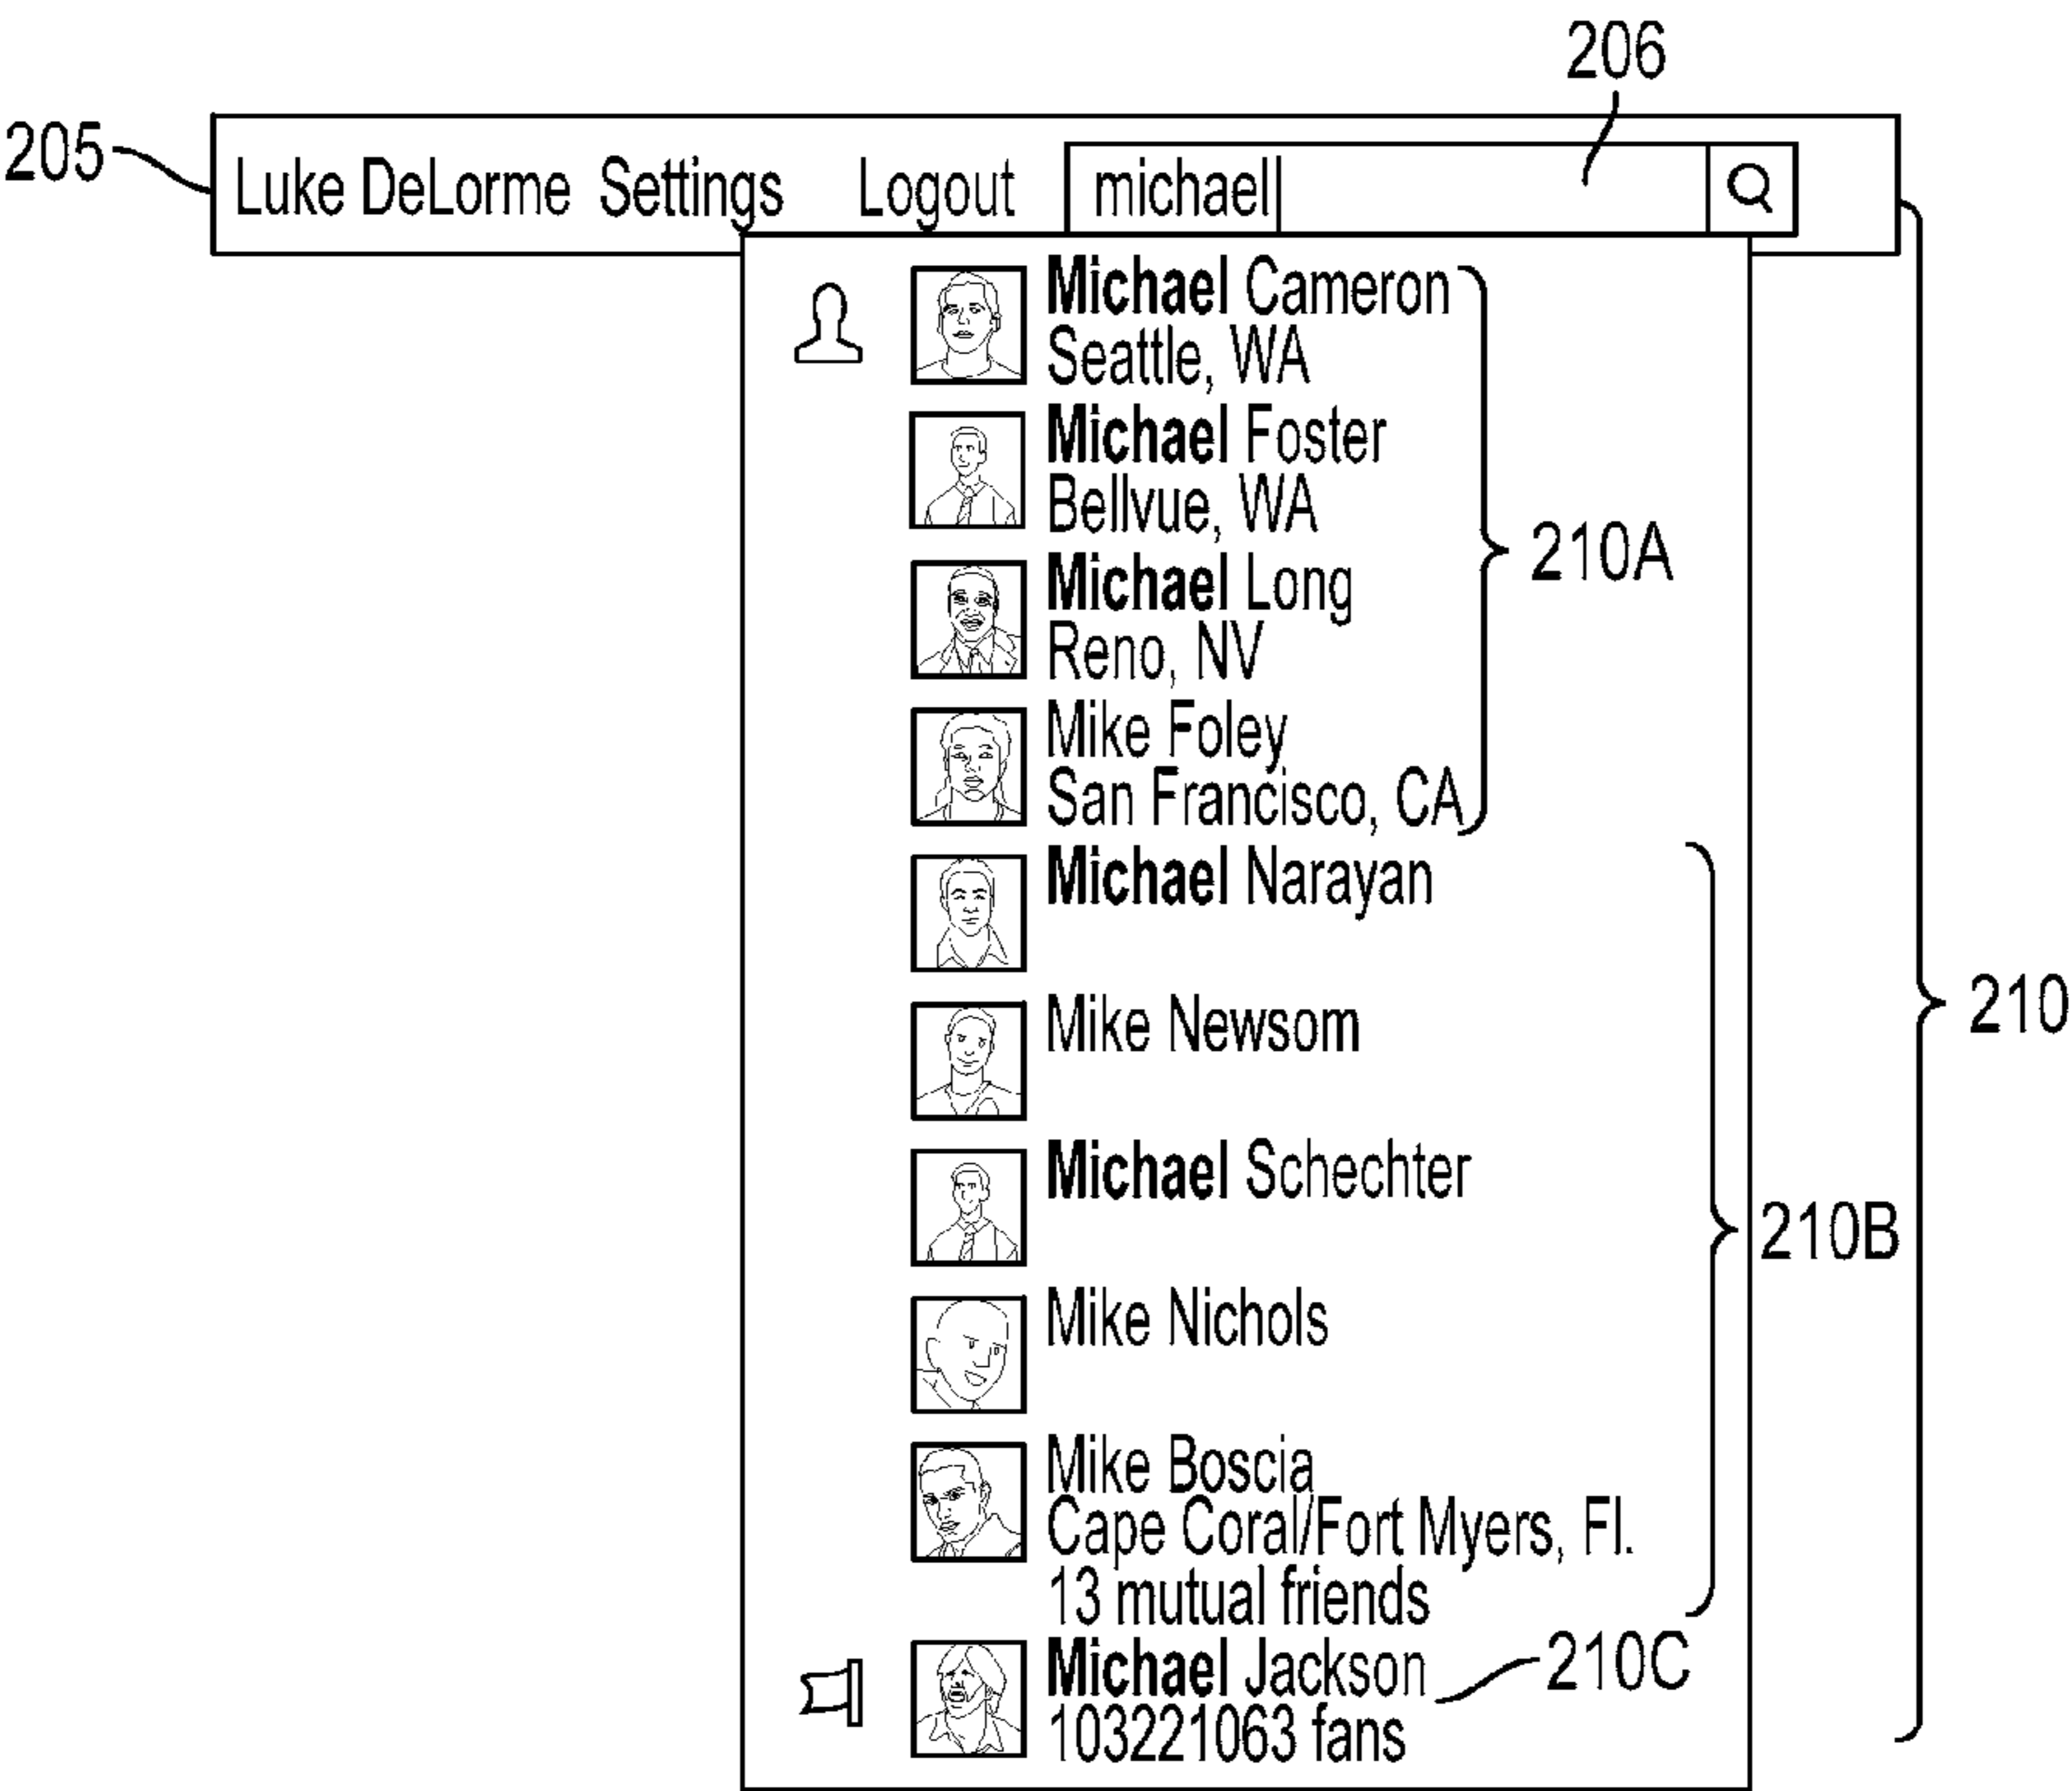 206
205
Luke DeLorme Settings Logout michael
Michael Cameron
Seattle, WA
Michael Foster
Bellvue, WA
210A
Michael Long
Reno, NV
Mike Foley
San Francisco, CA
Michael Narayan
210
Mike Newsom
Michael Schechter
210B
Mike Nichols
Mike Boscia
Cape Coral/Fort Myers, Fl.
13 mutual friends
Michael Jackson
210C
103221063 fans